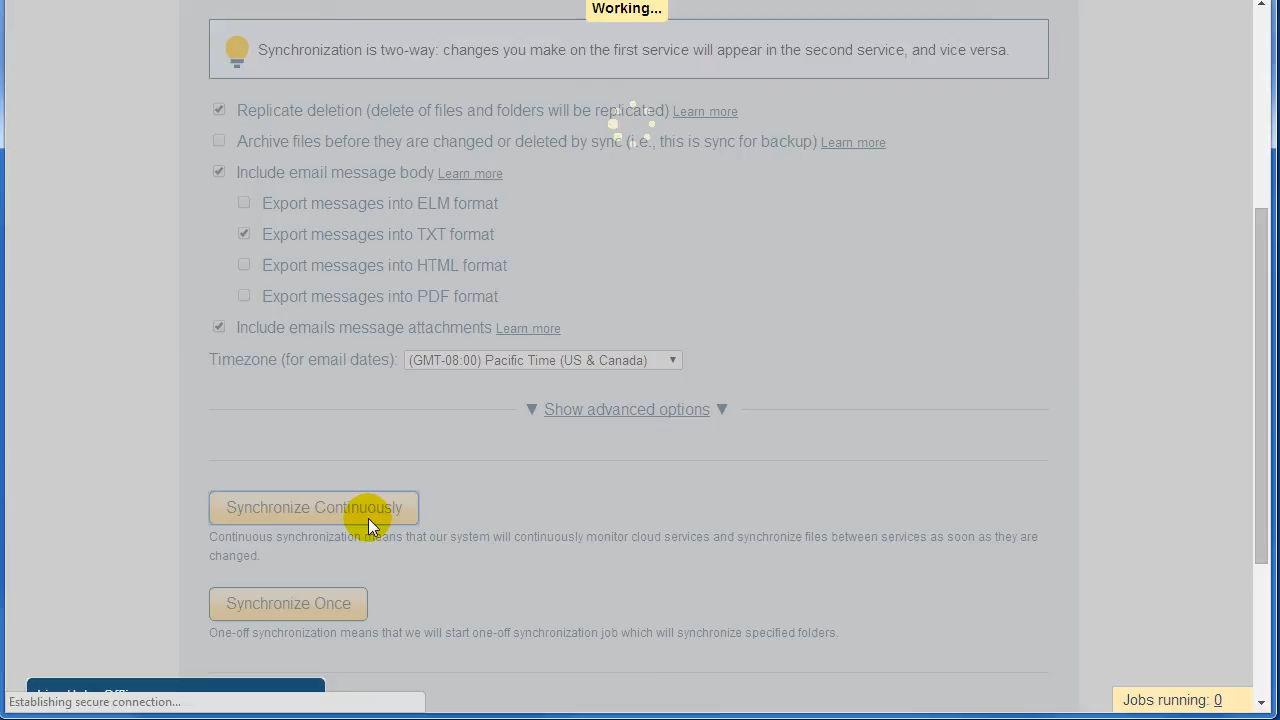 Working...
Synchronization is two-way: changes you make on the first service will appear in the second service, and vice versa.
Replicate deletion (delete of files and folders will be replicated) Learn more
Archive files before they are changed or deleted by sync (i.e., this is sync for backup) Learn more
Include email message body Learn more
Export messages into ELM format
Export messages into TXT format
Export messages into HTML format
Export messages into PDF format
Include emails message attachments Learn more
Timezone (for email dates): (GMT-08:00) Pacific Time (US & Canada)
Show advanced options
Synchronize Continuously
Continuous synchronization means that our system will continuously monitor cloud services and synchronize files between services as soon as they are
changed.
Synchronize Once
One-off synchronization means that we will start one-off synchronization job which will synchronize specified folders.
Establishing secure connection...
Jobs running: 0